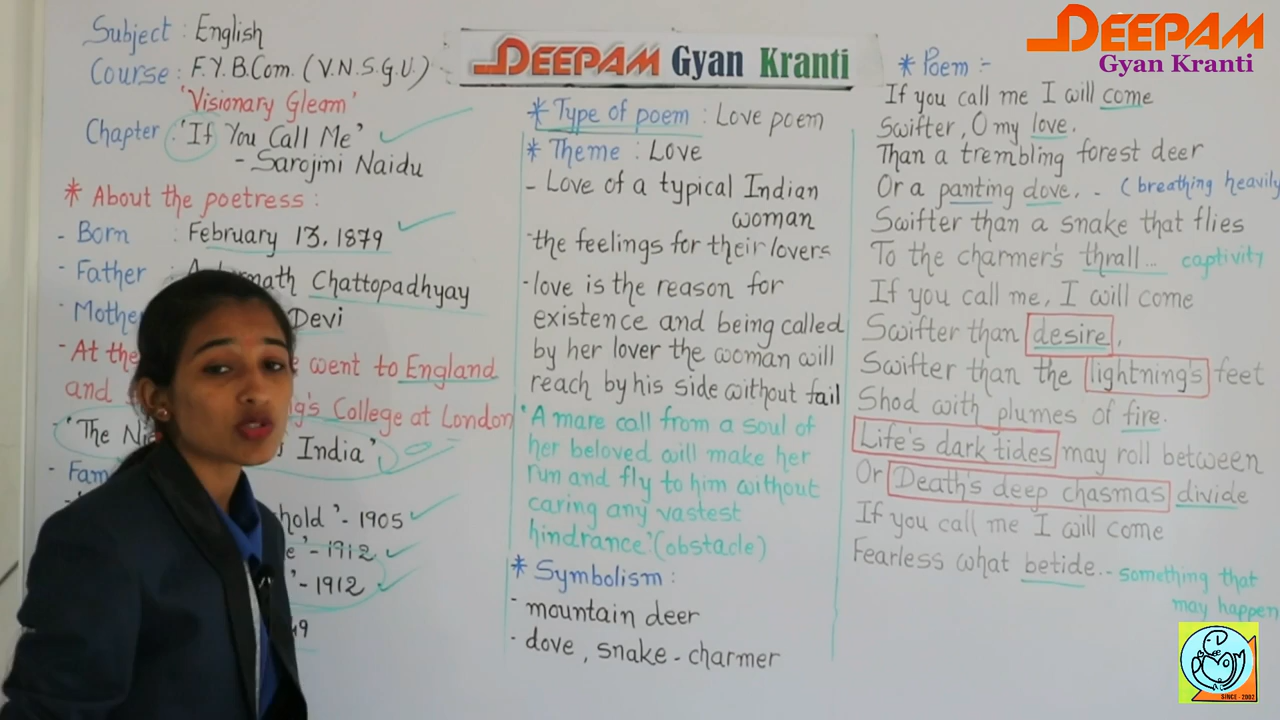 Subject : English
Course : F.Y.B.Com. (V.N.S.G.U.)
'Visionary Gleam'
Chapter : 'If You Call Me'
- Sarojini Naidu
* About the poetress :
- Born : February 13, 1879
- Father : math Chattopadhyay
- Mothe Devi
- At the went to England
and g's College at London
- 'The Ni India'
- Fam
hold' - 1905
e' - 1912
' - 1912
49
DEEPAM Gyan Kranti
* Type of poem : Love poem
* Theme : Love
- Love of a typical Indian
woman
- the feelings for their lovers
- love is the reason for
existence and being called
by her lover the woman will
reach by his side without fail
'A mare call from a soul of
her beloved will make her
run and fly to him without
caring any vastest
hindrance' (obstacle)
* Symbolism :
- mountain deer
- dove, snake - charmer
* Poem :-
If you call me I will come
Swifter, O my love.
Than a trembling forest deer
Or a panting dove. - (breathing heavily
Swifter than a snake that flies
To the charmer's thrall... captivity
If you call me, I will come
Swifter than desire,
Swifter than the lightning's feet
Shod with plumes of fire.
Life's dark tides may roll between
Or Death's deep chasmas divide
If you call me I will come
Fearless what betide.. - something that
may happen
DEEPAM
Gyan Kranti
SINCE - 2002